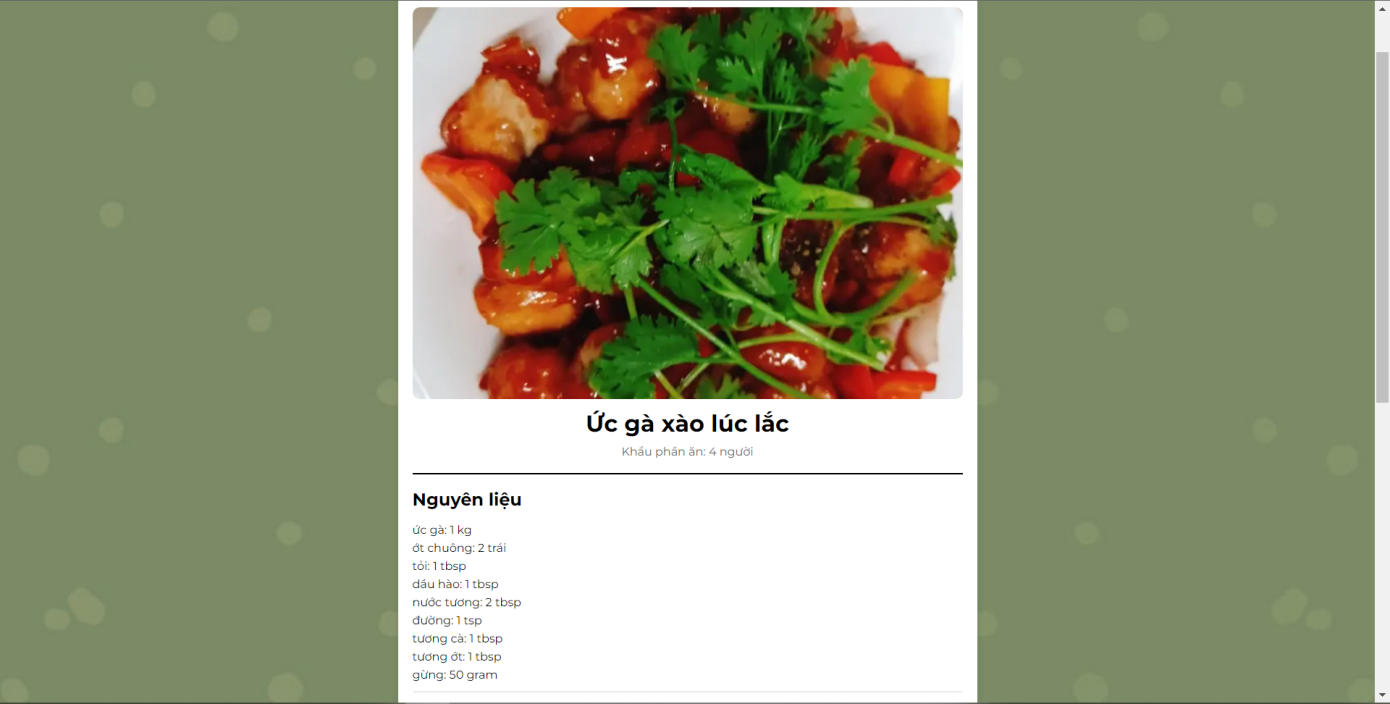 Ức gà xào lúc lắc
Khẩu phần ăn: 4 người
Nguyên liệu
ức gà: 1 kg
ớt chuông: 2 trái
tỏi: 1 tbsp
dầu hào: 1 tbsp
nước tương: 2 tbsp
đường: 1 tsp
tương cà: 1 tbsp
tương ớt: 1 tbsp
gừng: 50 gram